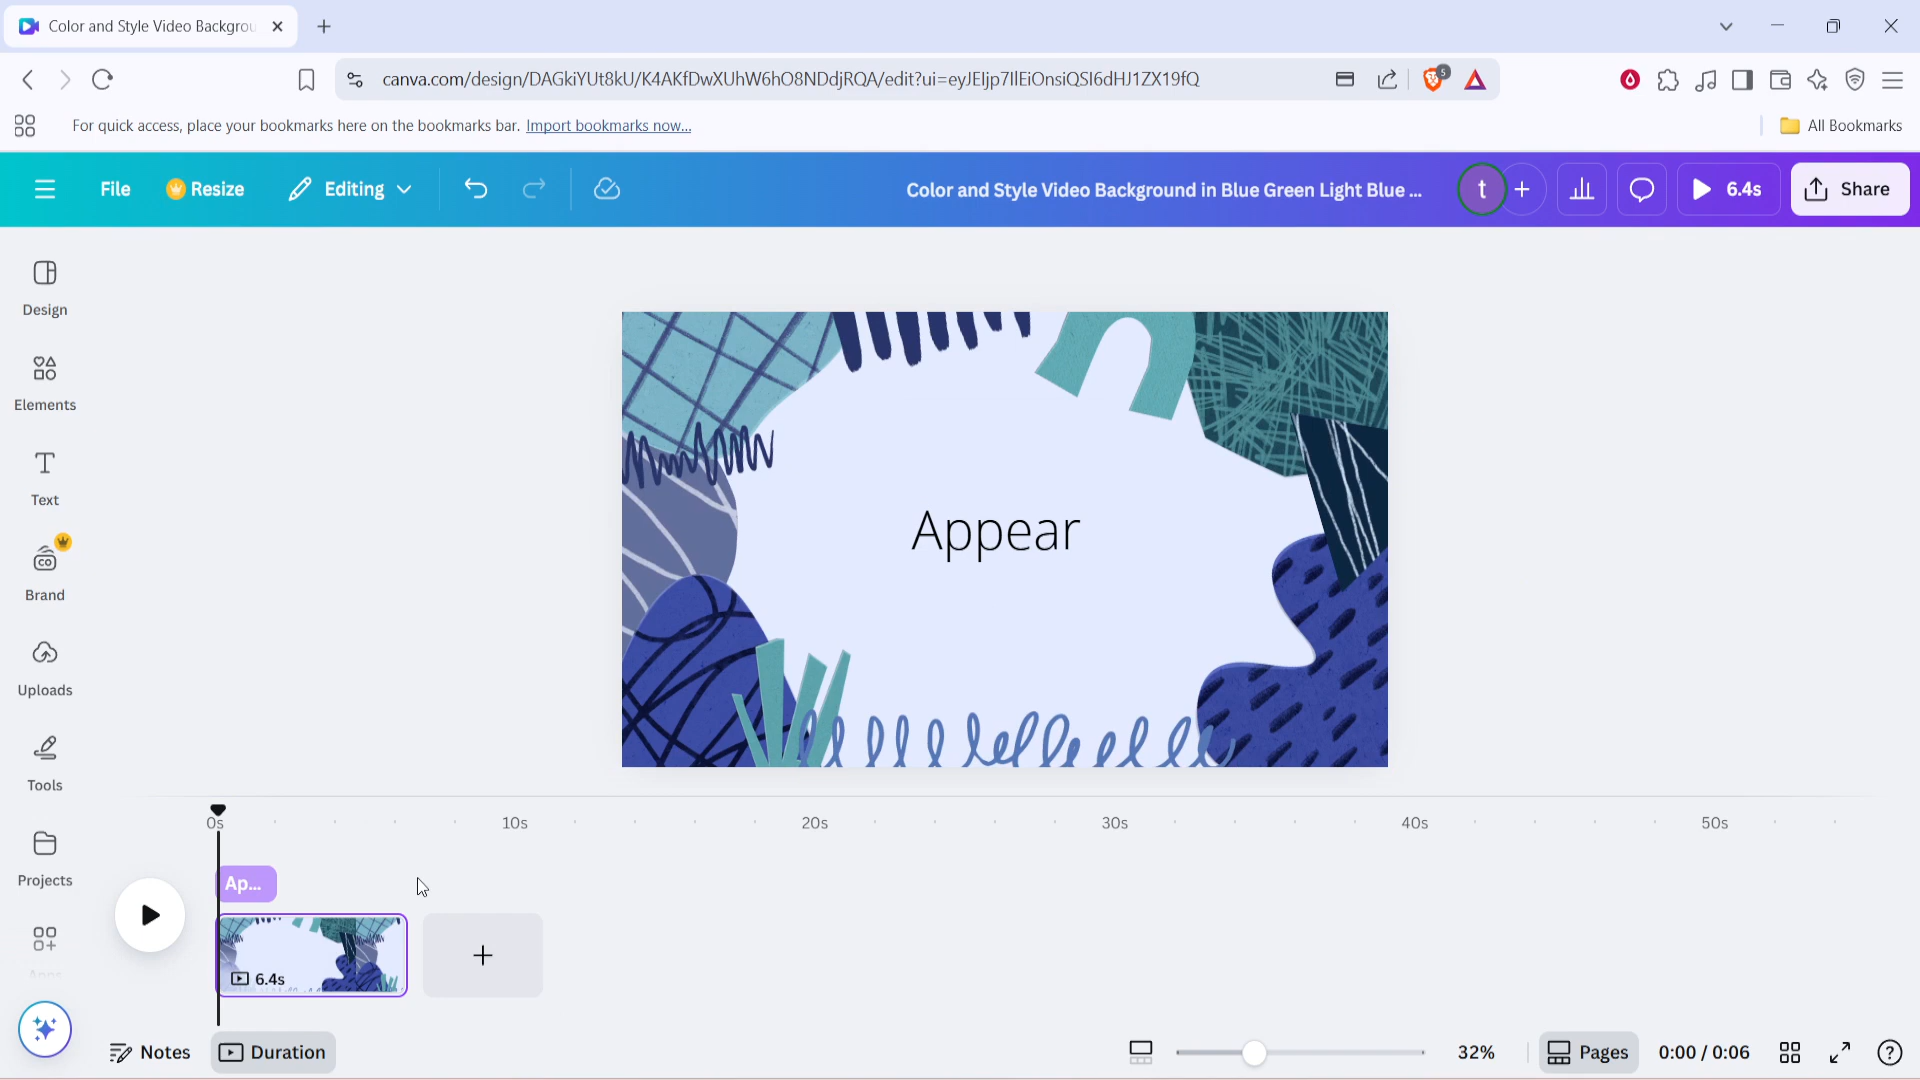 Color and Style Video Backgrou
canva.com/design/DAGkiYUt8kU/K4AKfDwXUhW6hO8NDdjRQA/edit?ui=eyJEIjp7IlEiOnsiQSI6dHJ1ZX19fQ
5
For quick access, place your bookmarks here on the bookmarks bar. Import bookmarks now...
All Bookmarks
File
Resize
Editing
Color and Style Video Background in Blue Green Light Blue ...
t
6.4s
Share
Design
Elements
Text
Brand
Uploads
Tools
Projects
Apps
Appear
0s 10s 20s 30s 40s 50s
Ap...
6.4s
Notes
Duration
32%
Pages
0:00 / 0:06